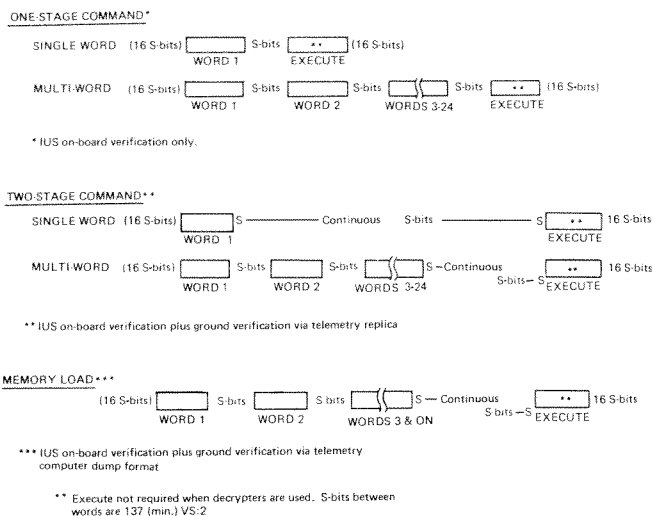 ONE-STAGE COMMAND*
SINGLE WORD (16 S-bits) S-bits ** (16 S-bits)
WORD 1 EXECUTE
MULTI-WORD (16 S-bits) S-bits S-bits S-bits ** (16 S-bits)
WORD 1 WORD 2 WORDS 3-24 EXECUTE
* IUS on-board verification only.
TWO-STAGE COMMAND**
SINGLE WORD (16 S-bits) S Continuous S-bits S ** 16 S-bits
WORD 1 EXECUTE
MULTI-WORD (16 S-bits) S-bits S-bits S – Continuous ** 16 S-bits
S-bits – S
WORD 1 WORD 2 WORDS 3-24 EXECUTE
** IUS on-board verification plus ground verification via telemetry replica
MEMORY LOAD***
(16 S-bits) S-bits S bits S – Continuous ** 16 S-bits
S-bits – S
WORD 1 WORD 2 WORDS 3 & ON EXECUTE
*** IUS on-board verification plus ground verification via telemetry
computer dump format
** Execute not required when decrypters are used. S-bits between
words are 137 (min.) VS:2